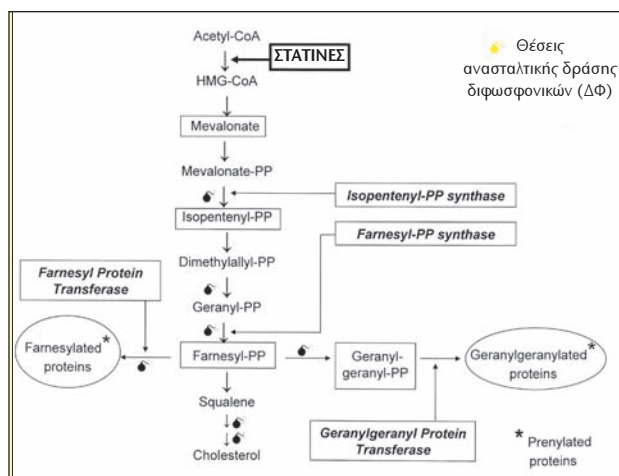 Acetyl-CoA
ΣΤΑΤΙΝΕΣ
HMG-CoA
Mevalonate
Mevalonate-PP
Isopentenyl-PP synthase
Isopentenyl-PP
Farnesyl-PP synthase
Dimethylallyl-PP
Farnesyl Protein
Transferase
Geranyl-PP
Farnesylated *
proteins
Farnesyl-PP
Geranyl-
geranyl-PP
Geranylgeranylated *
proteins
Squalene
Cholesterol
Geranylgeranyl Protein
Transferase
* Prenylated
proteins
Θέσεις
ανασταλτικής δράσης
διφωσφονικών (ΔΦ)